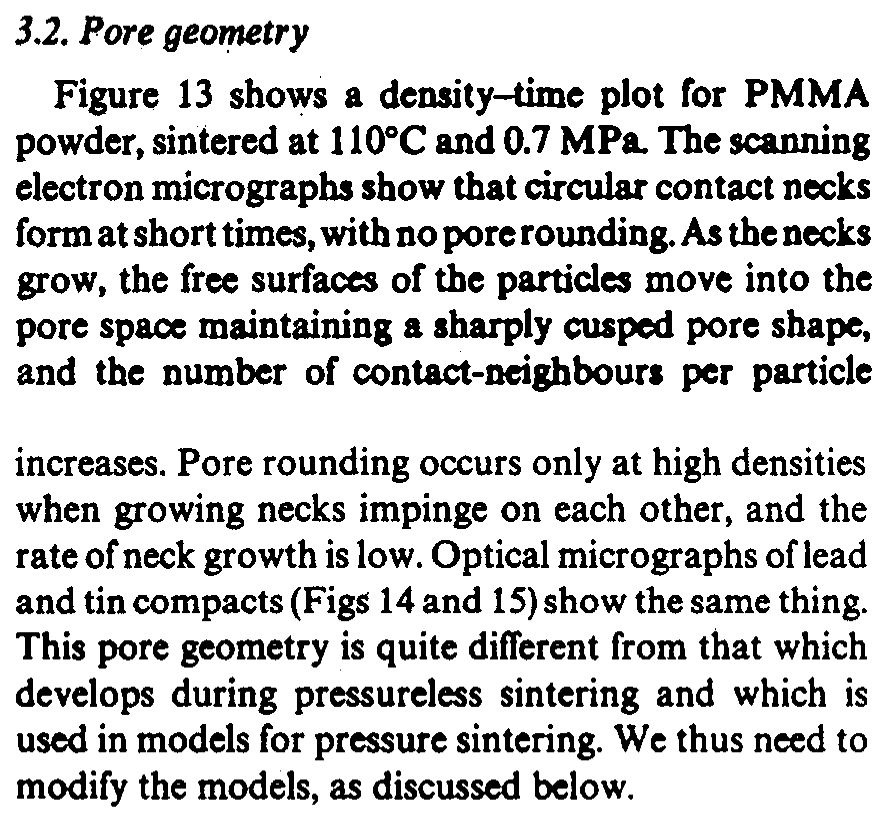 3.2. Pore geometry
Figure 13 shows a density–time plot for PMMA
powder, sintered at 110°C and 0.7 MPa. The scanning
electron micrographs show that circular contact necks
form at short times, with no pore rounding. As the necks
grow, the free surfaces of the particles move into the
pore space maintaining a sharply cusped pore shape,
and the number of contact-neighbours per particle
increases. Pore rounding occurs only at high densities
when growing necks impinge on each other, and the
rate of neck growth is low. Optical micrographs of lead
and tin compacts (Figs 14 and 15) show the same thing.
This pore geometry is quite different from that which
develops during pressureless sintering and which is
used in models for pressure sintering. We thus need to
modify the models, as discussed below.